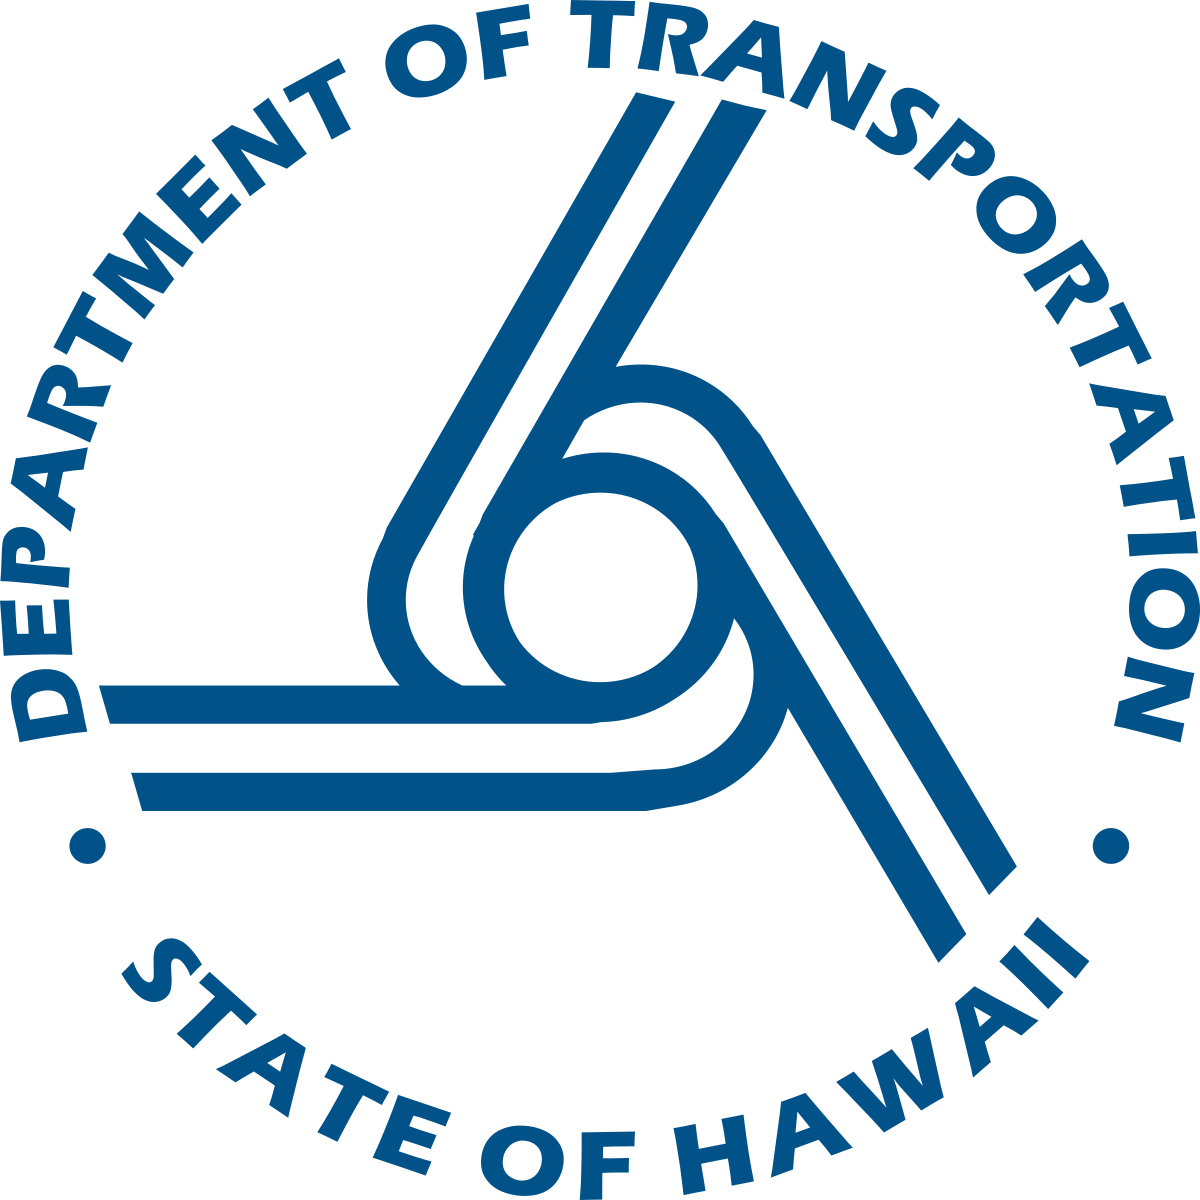 DEPARTMENT OF TRANSPORTATION
• STATE OF HAWAII •